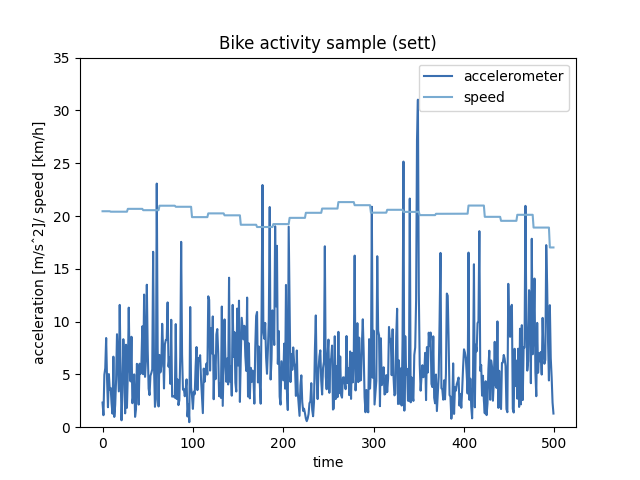 Bike activity sample (sett)
accelerometer
speed
acceleration [m/s^2]/ speed [km/h]
35
30
25
20
15
10
5
0
0 100 200 300 400 500
time